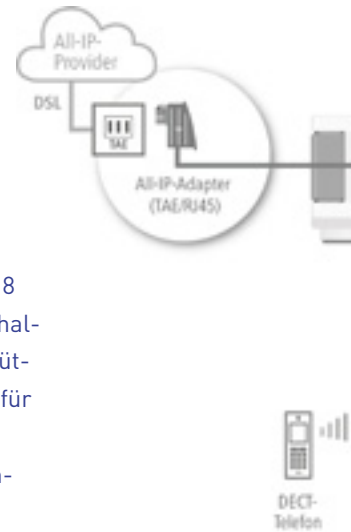 All-IP-
Provider
DSL
TAE
All-IP-Adapter
(TAE/RJ45)
8
hal-
üt-
für
-
DECT-
Telefon